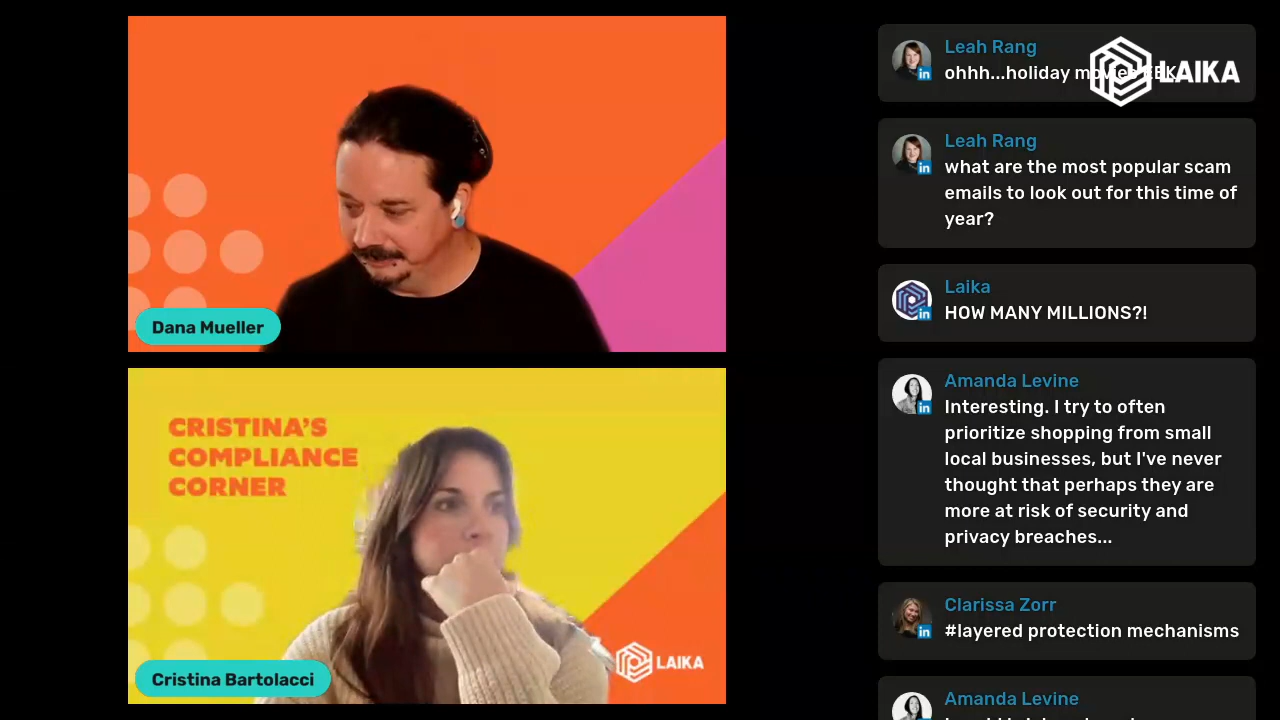 Leah Rang
ohhh...holiday movies
LAIKA
Leah Rang
what are the most popular scam
emails to look out for this time of
year?
Laika
HOW MANY MILLIONS?!
Amanda Levine
Interesting. I try to often
prioritize shopping from small
local businesses, but I've never
thought that perhaps they are
more at risk of security and
privacy breaches...
Clarissa Zorr
#layered protection mechanisms
Amanda Levine
Dana Mueller
CRISTINA'S
COMPLIANCE
CORNER
LAIKA
Cristina Bartolacci